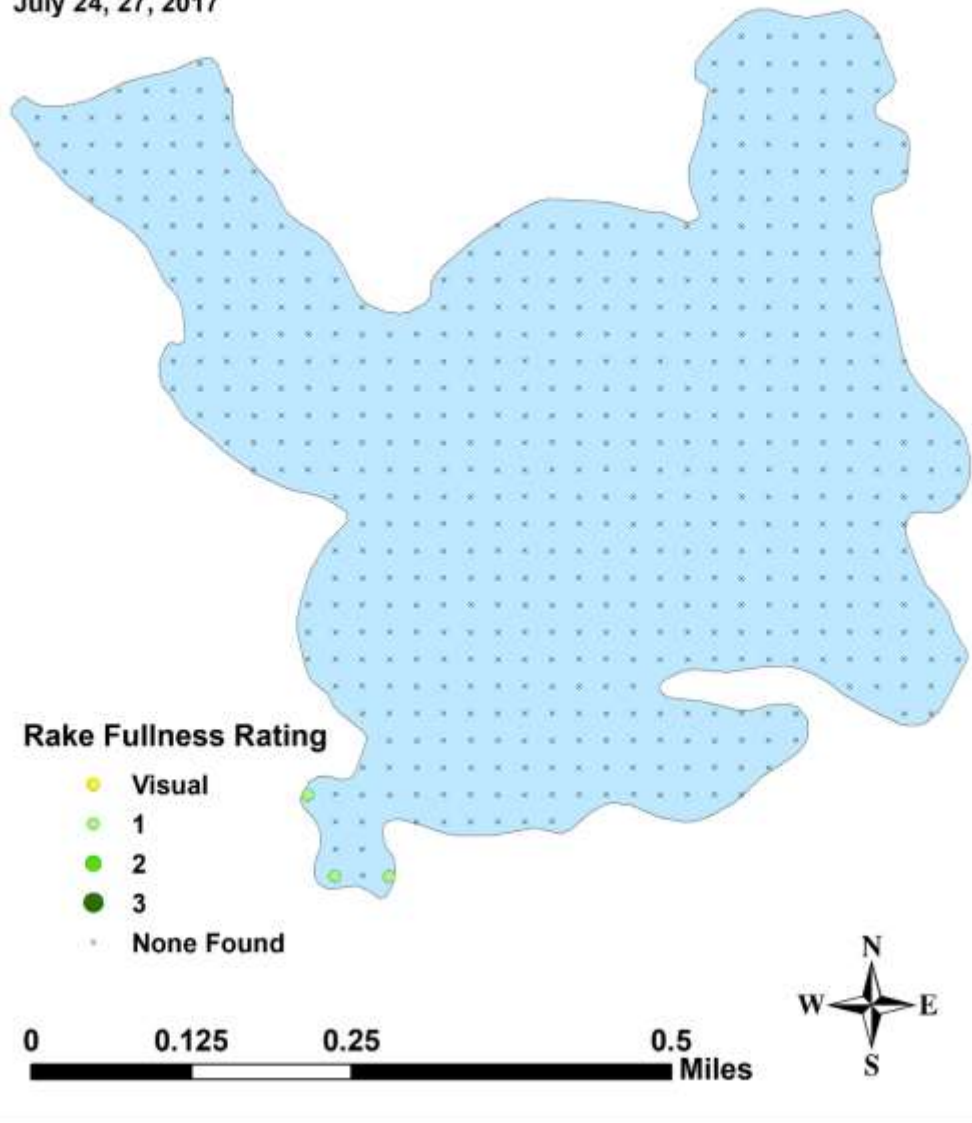 July 24, 27, 2017
Rake Fullness Rating
Visual
1
2
3
None Found
N
W E
S
0 0.125 0.25 0.5
Miles